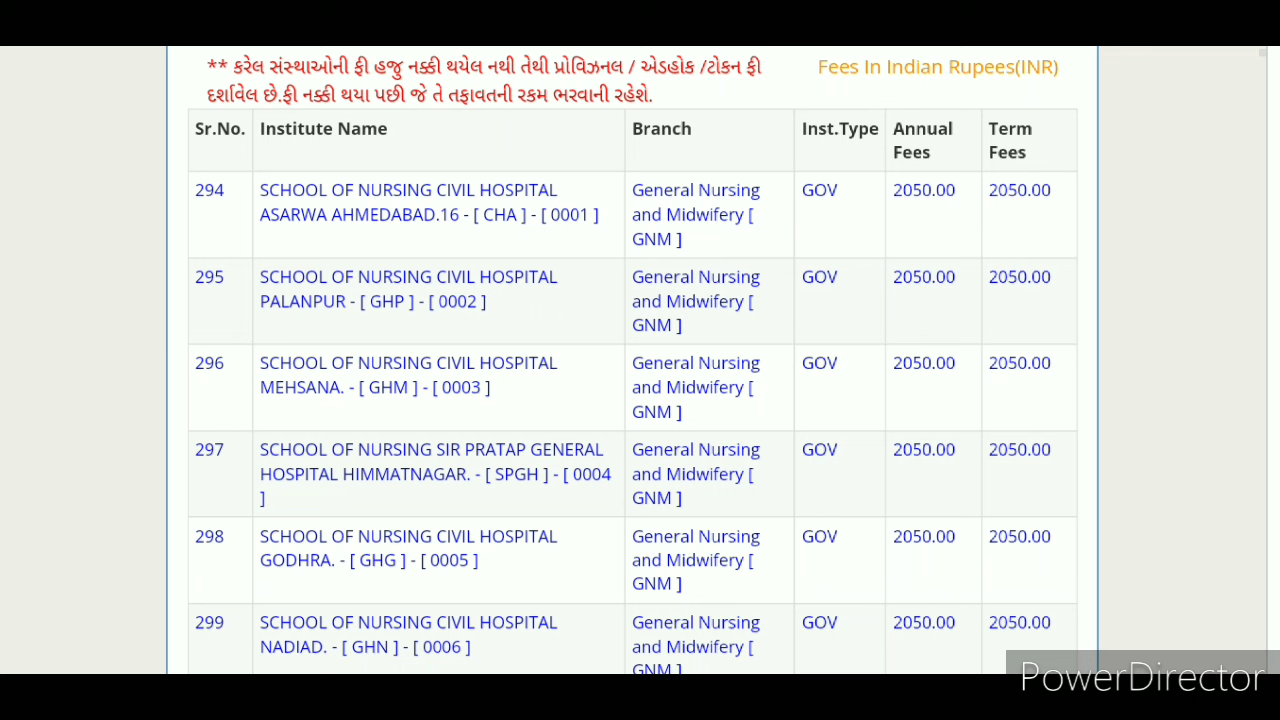 ** કરેલ સંસ્થાઓની ફી હજુ નક્કી થયેલ નથી તેથી પ્રોવિઝનલ / એડહોક /ટોકન ફી
દર્શાવેલ છે.ફી નક્કી થયા પછી જે તે તફાવતની રકમ ભરવાની રહેશે.
Fees In Indian Rupees(INR)
Sr.No. Institute Name Branch Inst.Type Annual Fees Term Fees
294 SCHOOL OF NURSING CIVIL HOSPITAL General Nursing GOV 2050.00 2050.00
ASARWA AHMEDABAD.16 - [ CHA ] - [ 0001 ] and Midwifery [
GNM ]
295 SCHOOL OF NURSING CIVIL HOSPITAL General Nursing GOV 2050.00 2050.00
PALANPUR - [ GHP ] - [ 0002 ] and Midwifery [
GNM ]
296 SCHOOL OF NURSING CIVIL HOSPITAL General Nursing GOV 2050.00 2050.00
MEHSANA. - [ GHM ] - [ 0003 ] and Midwifery [
GNM ]
297 SCHOOL OF NURSING SIR PRATAP GENERAL General Nursing GOV 2050.00 2050.00
HOSPITAL HIMMATNAGAR. - [ SPGH ] - [ 0004 and Midwifery [
] GNM ]
298 SCHOOL OF NURSING CIVIL HOSPITAL General Nursing GOV 2050.00 2050.00
GODHRA. - [ GHG ] - [ 0005 ] and Midwifery [
GNM ]
299 SCHOOL OF NURSING CIVIL HOSPITAL General Nursing GOV 2050.00 2050.00
NADIAD. - [ GHN ] - [ 0006 ] and Midwifery [
GNM ]
PowerDirector